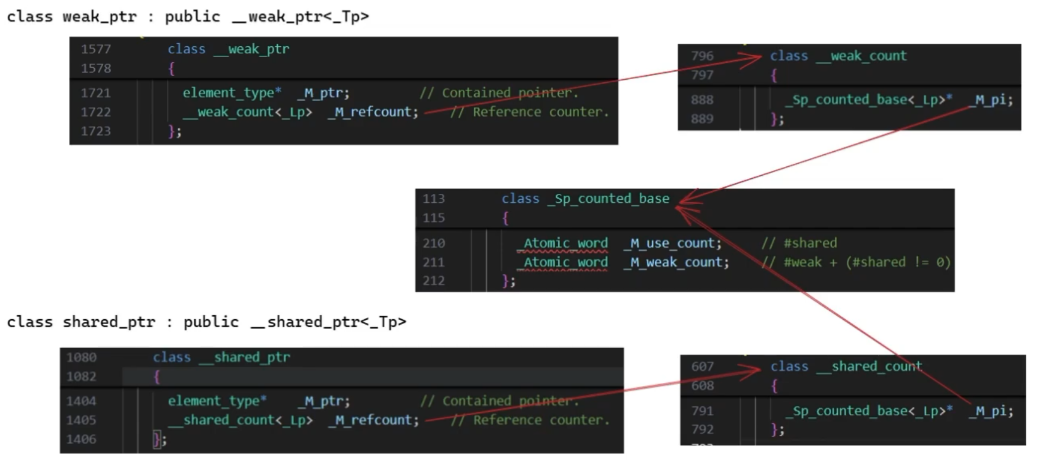 class weak_ptr : public __weak_ptr<_Tp>
1577 class __weak_ptr
1578 {
1721 element_type* _M_ptr; // Contained pointer.
1722 __weak_count<_Lp> _M_refcount; // Reference counter.
1723 };
796 class __weak_count
797 {
888 _Sp_counted_base<_Lp>* _M_pi;
889 };
113 class _Sp_counted_base
115 {
210 _Atomic_word _M_use_count; // #shared
211 _Atomic_word _M_weak_count; // #weak + (#shared != 0)
212 };
class shared_ptr : public __shared_ptr<_Tp>
1080 class __shared_ptr
1082 {
1404 element_type* _M_ptr; // Contained pointer.
1405 __shared_count<_Lp> _M_refcount; // Reference counter.
1406 };
607 class __shared_count
608 {
791 _Sp_counted_base<_Lp>* _M_pi;
792 };